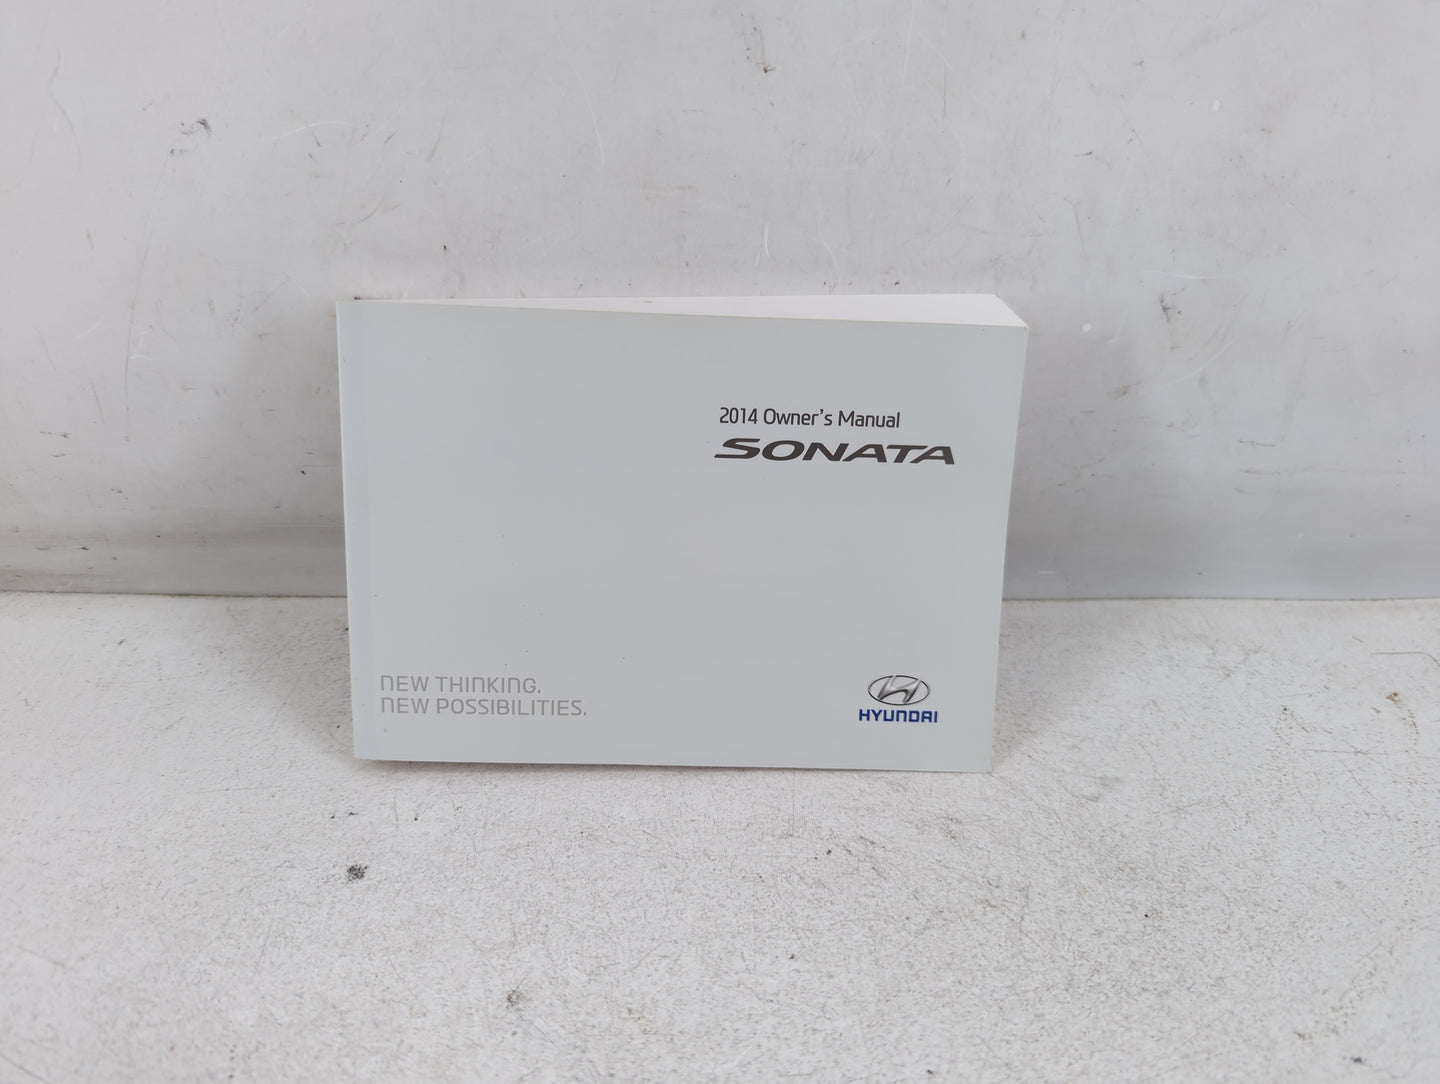 2014 Owner's Manual
SONATA
NEW THINKING.
NEW POSSIBILITIES.
HYUNDAI